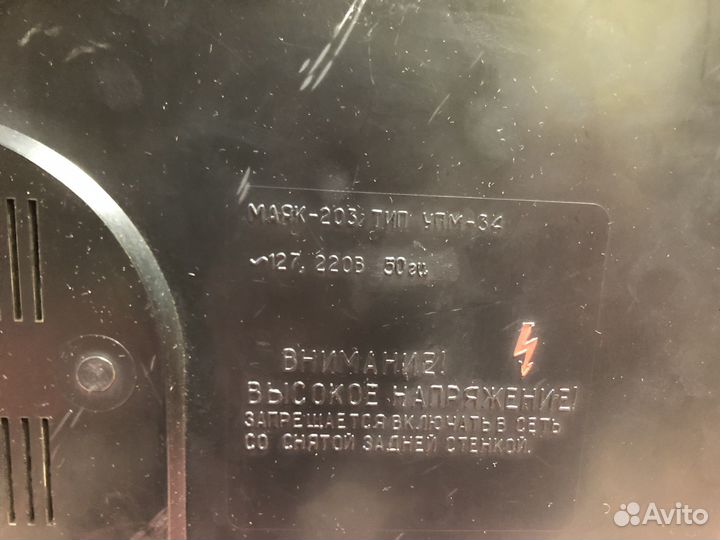 МАЯК-203, ТИП УПМ-34
~127, 220В 50гц
ВНИМАНИЕ!
ВЫСОКОЕ НАПРЯЖЕНИЕ!
ЗАПРЕЩАЕТСЯ ВКЛЮЧАТЬ В СЕТЬ
СО СНЯТОЙ ЗАДНЕЙ СТЕНКОЙ.
Avito